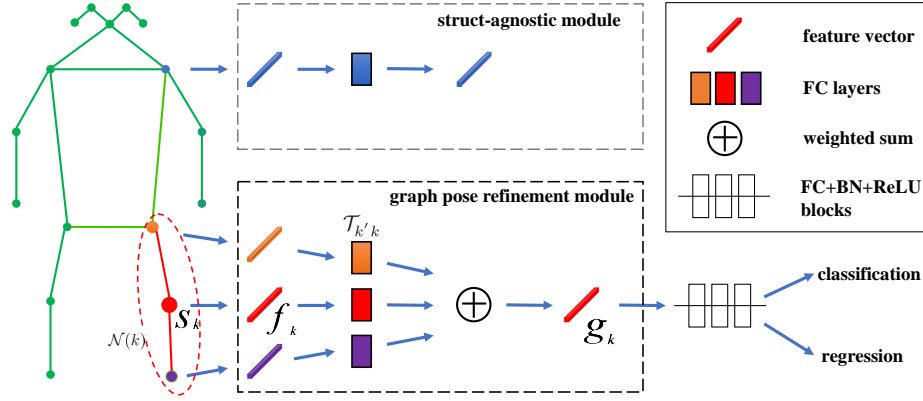 struct-agnostic module
feature vector
FC layers
weighted sum
FC+BN+ReLU
blocks
graph pose refinement module
𝒯k′k
classification
Sk
fk
gk
𝒩(k)
regression